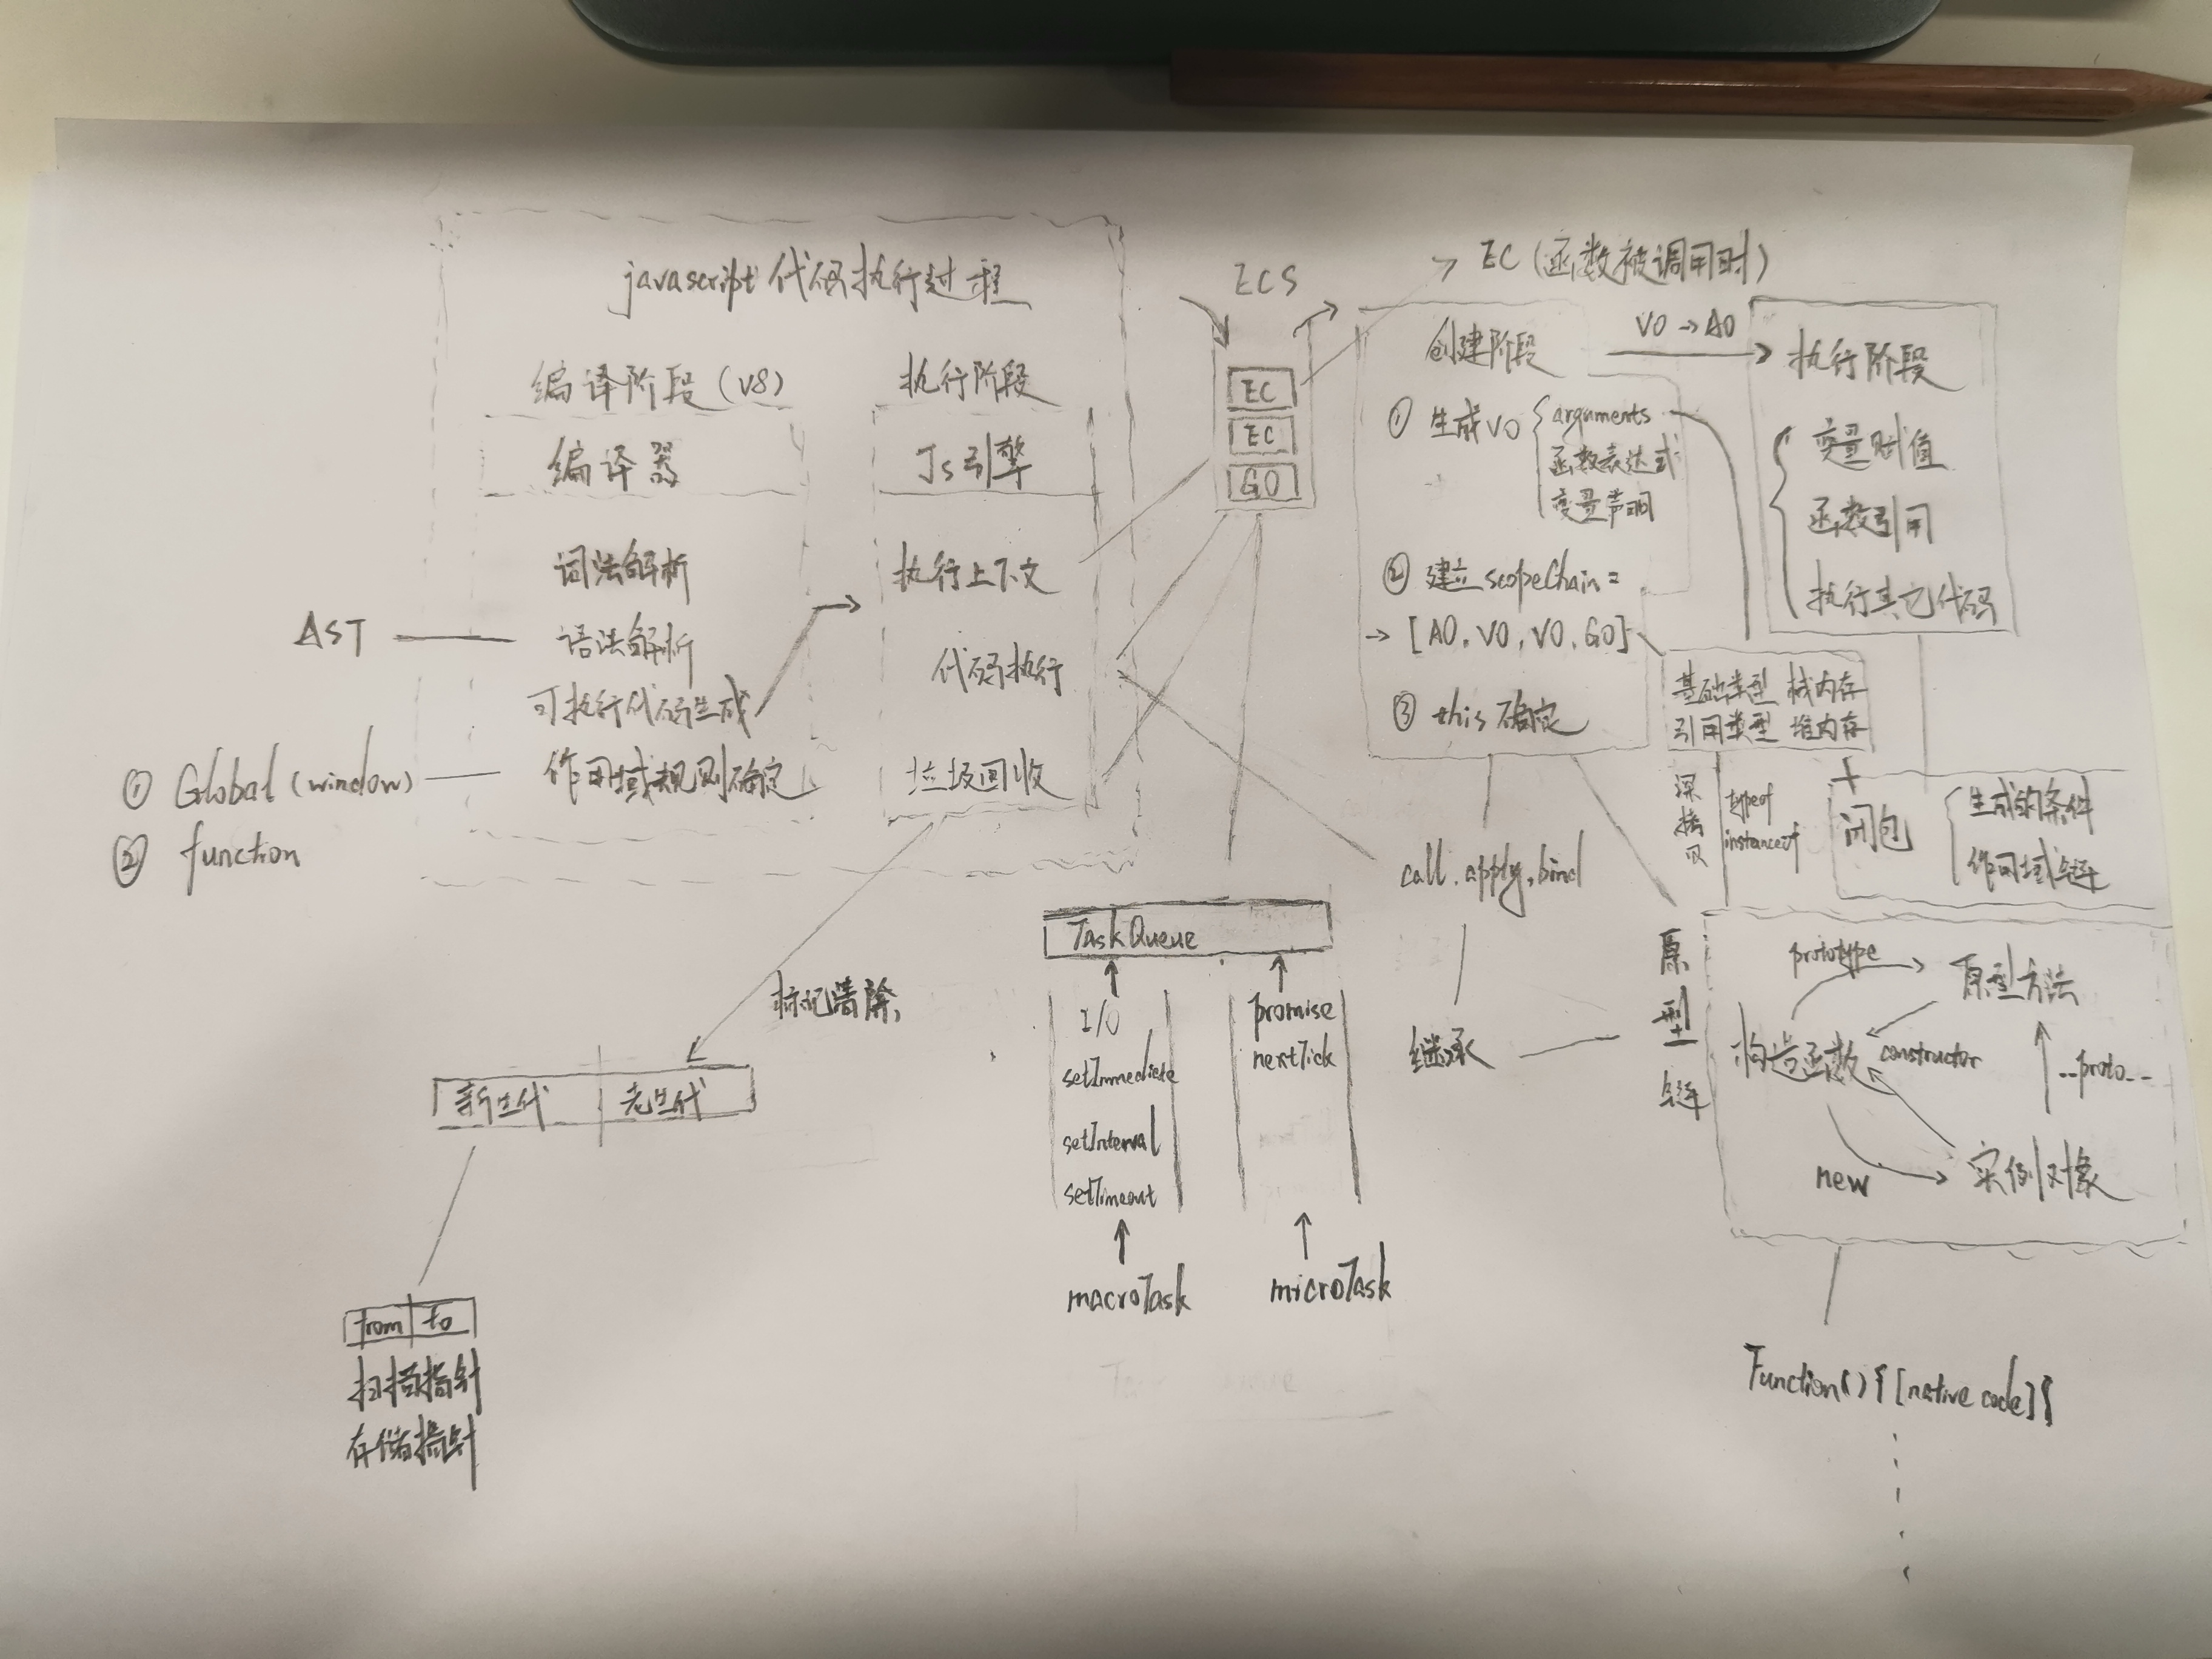 javascript 代码执行过程
编译阶段 (v8)
编译器
词法解析
语法解析
可执行代码生成
作用域规则确定
AST
① Global (window)
② function
执行阶段
Js引擎
执行上下文
代码执行
垃圾回收
标记清除
新生代 老生代
from to
扫描指针
存储指针
ECS
EC
EC
GO
EC (函数被调用时)
创建阶段
① 生成VO
arguments
函数表达式
变量声明
② 建立 scopeChain =
→ [AO, VO, VO, GO]
③ this 确定
VO → AO
执行阶段
变量赋值
函数引用
执行其它代码
基础类型 栈内存
引用类型 堆内存
深拷贝
typeof
instanceof
+
闭包
生成的条件
作用域链
call, apply, bind
继承
原型链
prototype
原型方法
构造函数
constructor
__proto__
new
实例对象
Function() { [native code] }
Task Queue
I/O
setImmediate
setInterval
setTimeout
macroTask
promise
nextTick
microTask